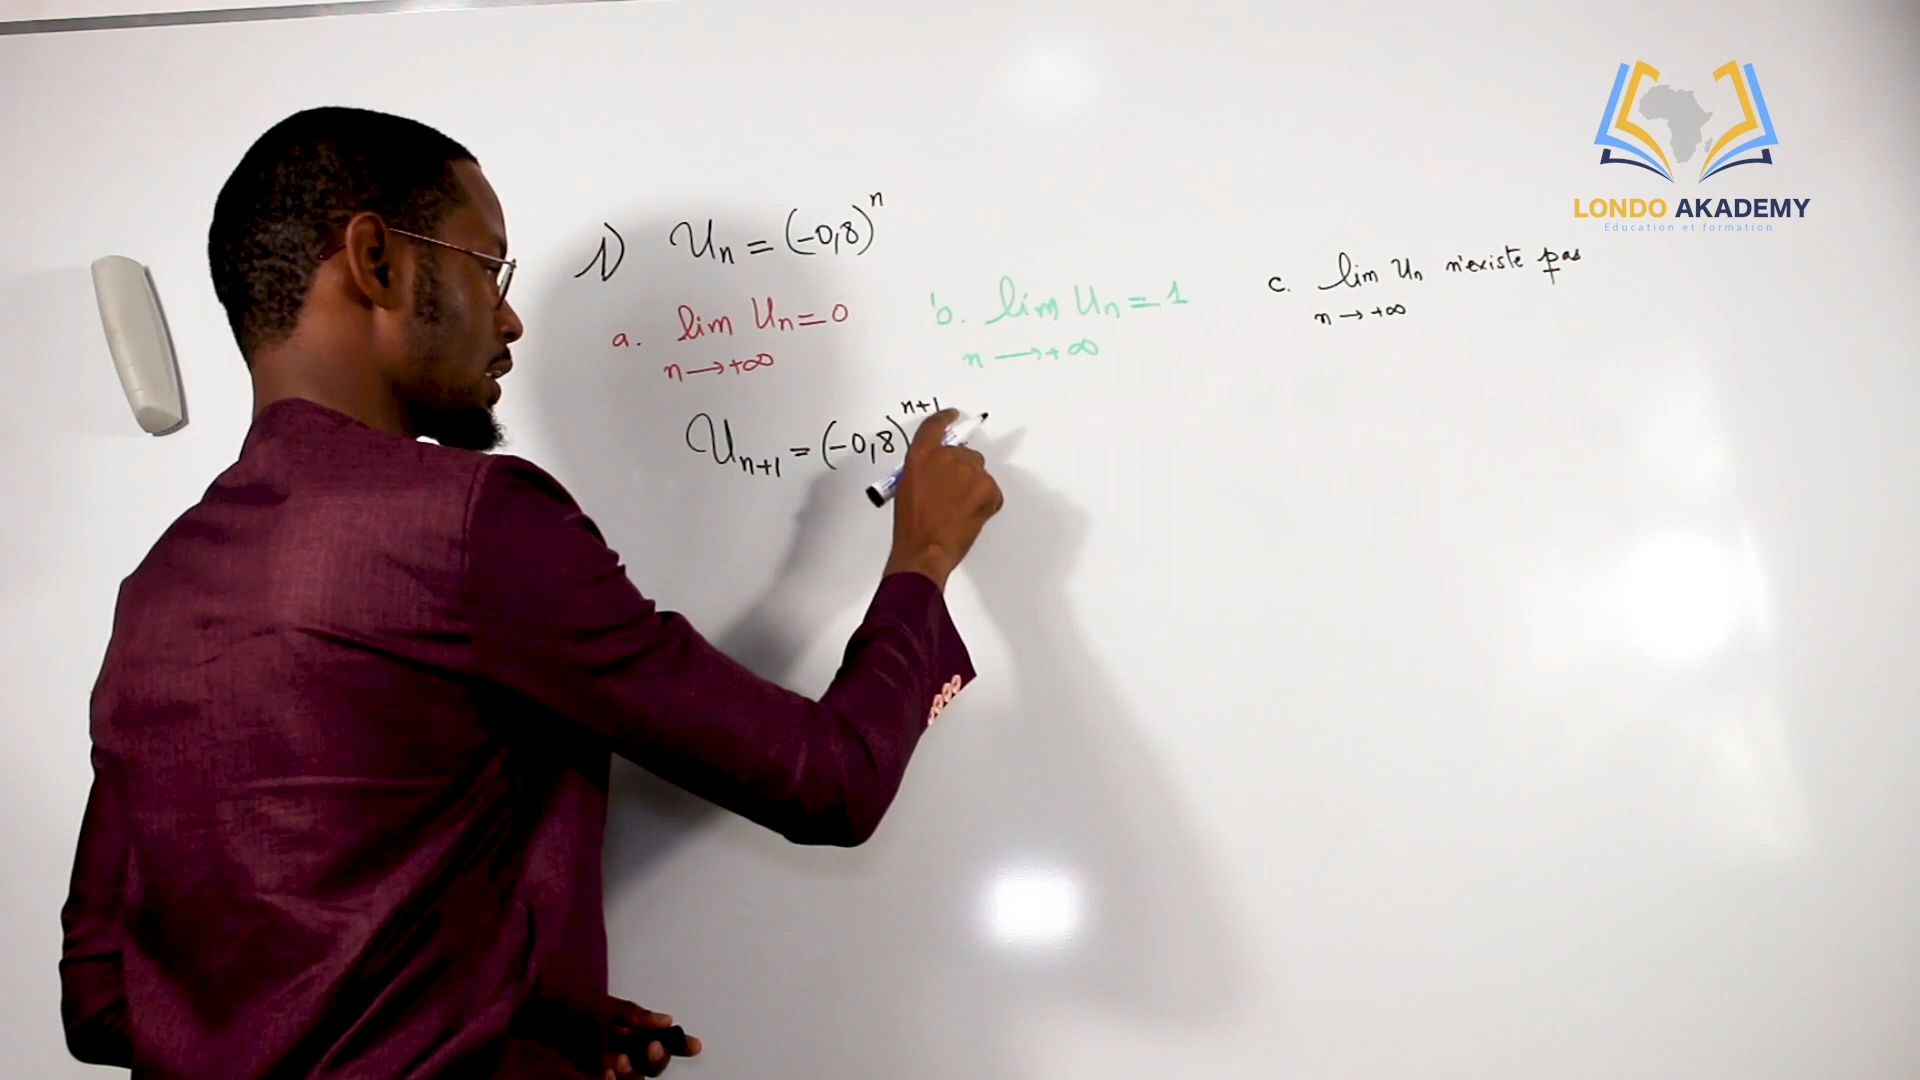 LONDO AKADEMY
Education et formation
1) Un = (-0,8)^n
a. lim Un = 0
n → +∞
b. lim Un = 1
n → +∞
c. lim Un n'existe pas
n → +∞
Un+1 = (-0,8)^n+1